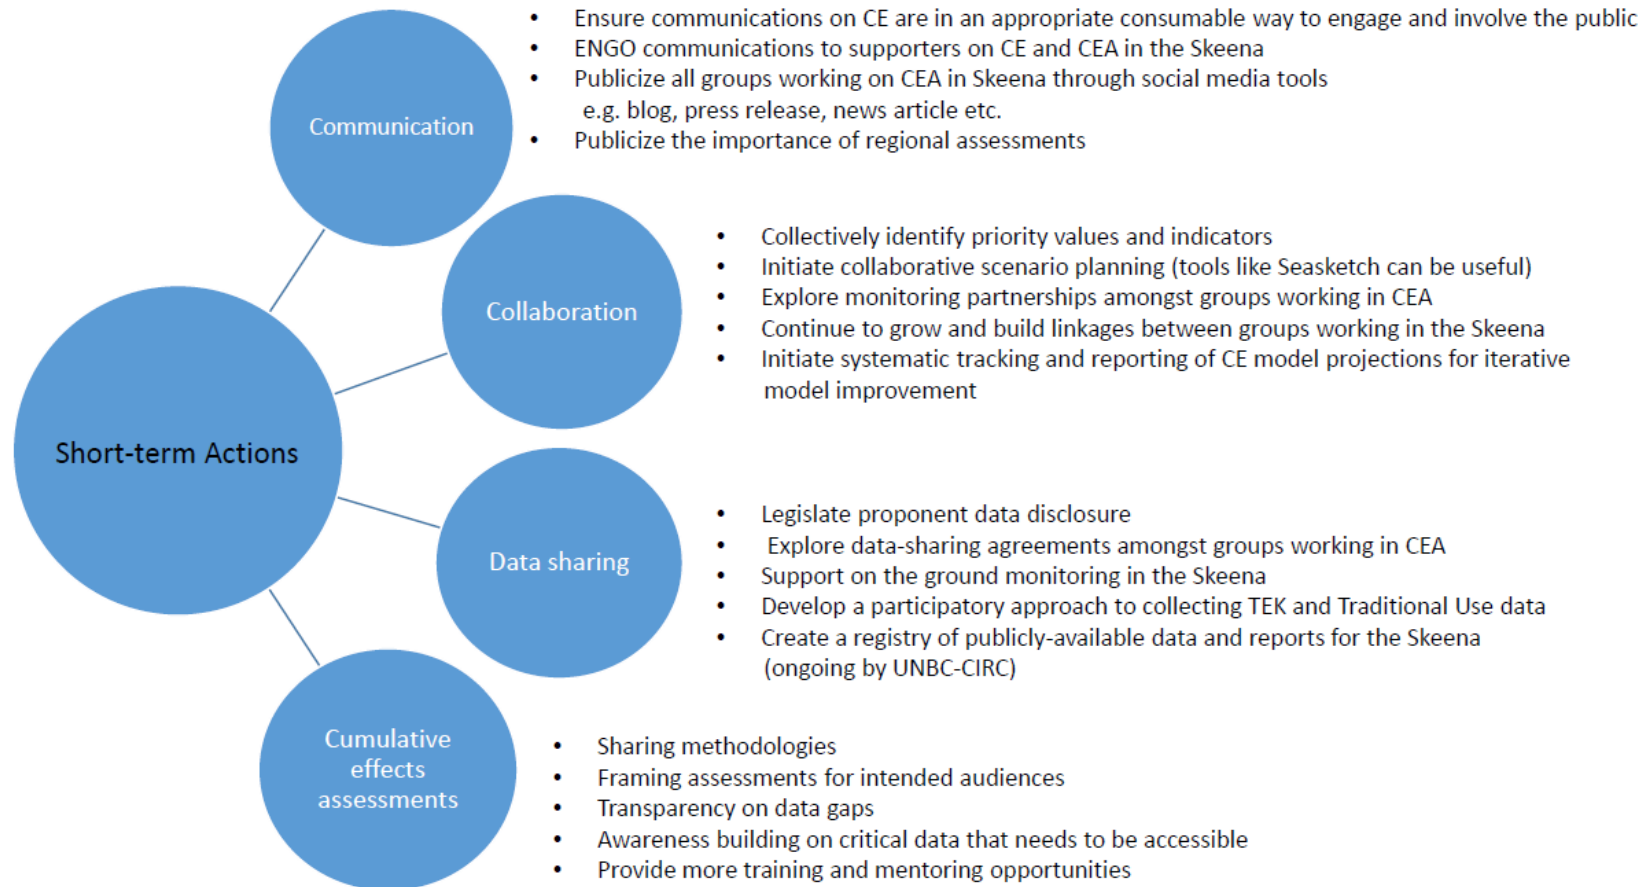 • Ensure communications on CE are in an appropriate consumable way to engage and involve the public
• ENGO communications to supporters on CE and CEA in the Skeena
• Publicize all groups working on CEA in Skeena through social media tools
e.g. blog, press release, news article etc.
• Publicize the importance of regional assessments
Communication
• Collectively identify priority values and indicators
• Initiate collaborative scenario planning (tools like Seasketch can be useful)
• Explore monitoring partnerships amongst groups working in CEA
• Continue to grow and build linkages between groups working in the Skeena
• Initiate systematic tracking and reporting of CE model projections for iterative
model improvement
Collaboration
Short-term Actions
• Legislate proponent data disclosure
• Explore data-sharing agreements amongst groups working in CEA
• Support on the ground monitoring in the Skeena
• Develop a participatory approach to collecting TEK and Traditional Use data
• Create a registry of publicly-available data and reports for the Skeena
(ongoing by UNBC-CIRC)
Data sharing
Cumulative
effects
assessments
• Sharing methodologies
• Framing assessments for intended audiences
• Transparency on data gaps
• Awareness building on critical data that needs to be accessible
• Provide more training and mentoring opportunities